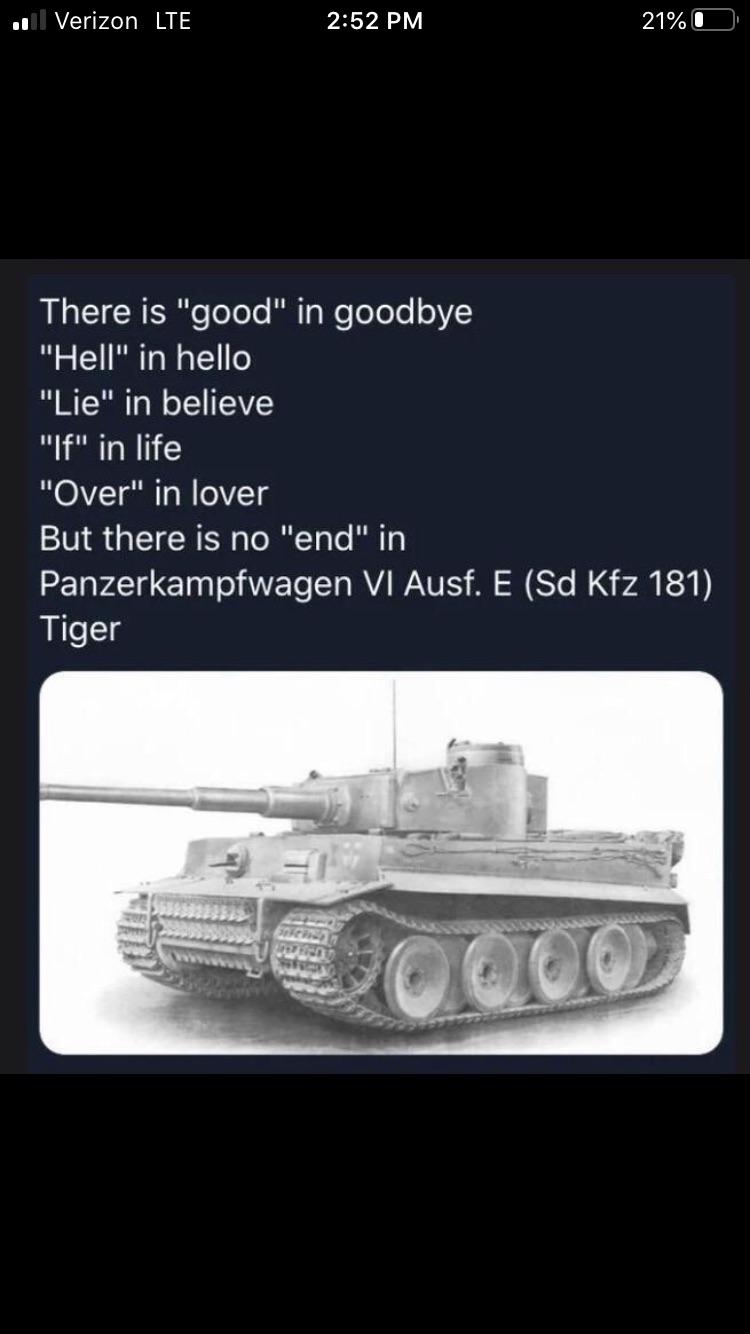 Verizon LTE 2:52 PM 21%
There is "good" in goodbye
"Hell" in hello
"Lie" in believe
"If" in life
"Over" in lover
But there is no "end" in
Panzerkampfwagen VI Ausf. E (Sd Kfz 181)
Tiger